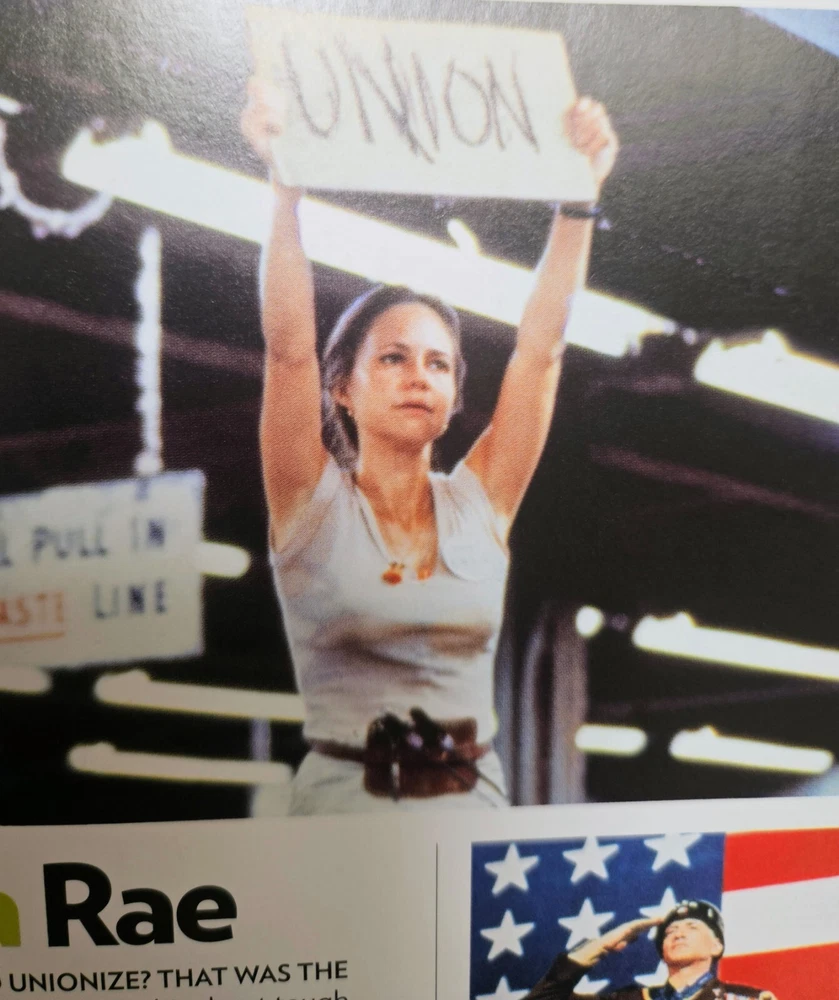 UNION
PULL IN
LINE
Rae
UNIONIZE? THAT WAS THE